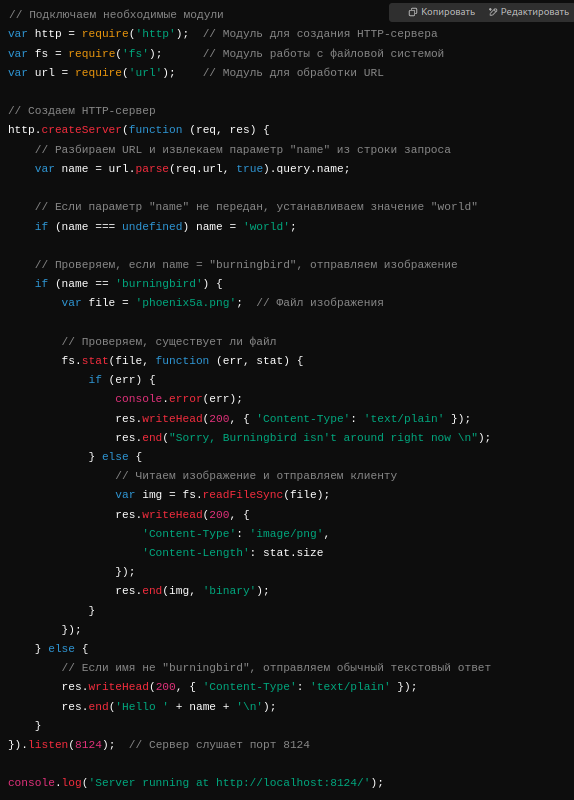 Копировать Редактировать
// Подключаем необходимые модули
var http = require('http');  // Модуль для создания HTTP-сервера
var fs = require('fs');      // Модуль работы с файловой системой
var url = require('url');    // Модуль для обработки URL

// Создаем HTTP-сервер
http.createServer(function (req, res) {
    // Разбираем URL и извлекаем параметр "name" из строки запроса
    var name = url.parse(req.url, true).query.name;

    // Если параметр "name" не передан, устанавливаем значение "world"
    if (name === undefined) name = 'world';

    // Проверяем, если name = "burningbird", отправляем изображение
    if (name == 'burningbird') {
        var file = 'phoenix5a.png';  // Файл изображения

        // Проверяем, существует ли файл
        fs.stat(file, function (err, stat) {
            if (err) {
                console.error(err);
                res.writeHead(200, { 'Content-Type': 'text/plain' });
                res.end("Sorry, Burningbird isn't around right now \n");
            } else {
                // Читаем изображение и отправляем клиенту
                var img = fs.readFileSync(file);
                res.writeHead(200, {
                    'Content-Type': 'image/png',
                    'Content-Length': stat.size
                });
                res.end(img, 'binary');
            }
        });
    } else {
        // Если имя не "burningbird", отправляем обычный текстовый ответ
        res.writeHead(200, { 'Content-Type': 'text/plain' });
        res.end('Hello ' + name + '\n');
    }
}).listen(8124);  // Сервер слушает порт 8124

console.log('Server running at http://localhost:8124/');